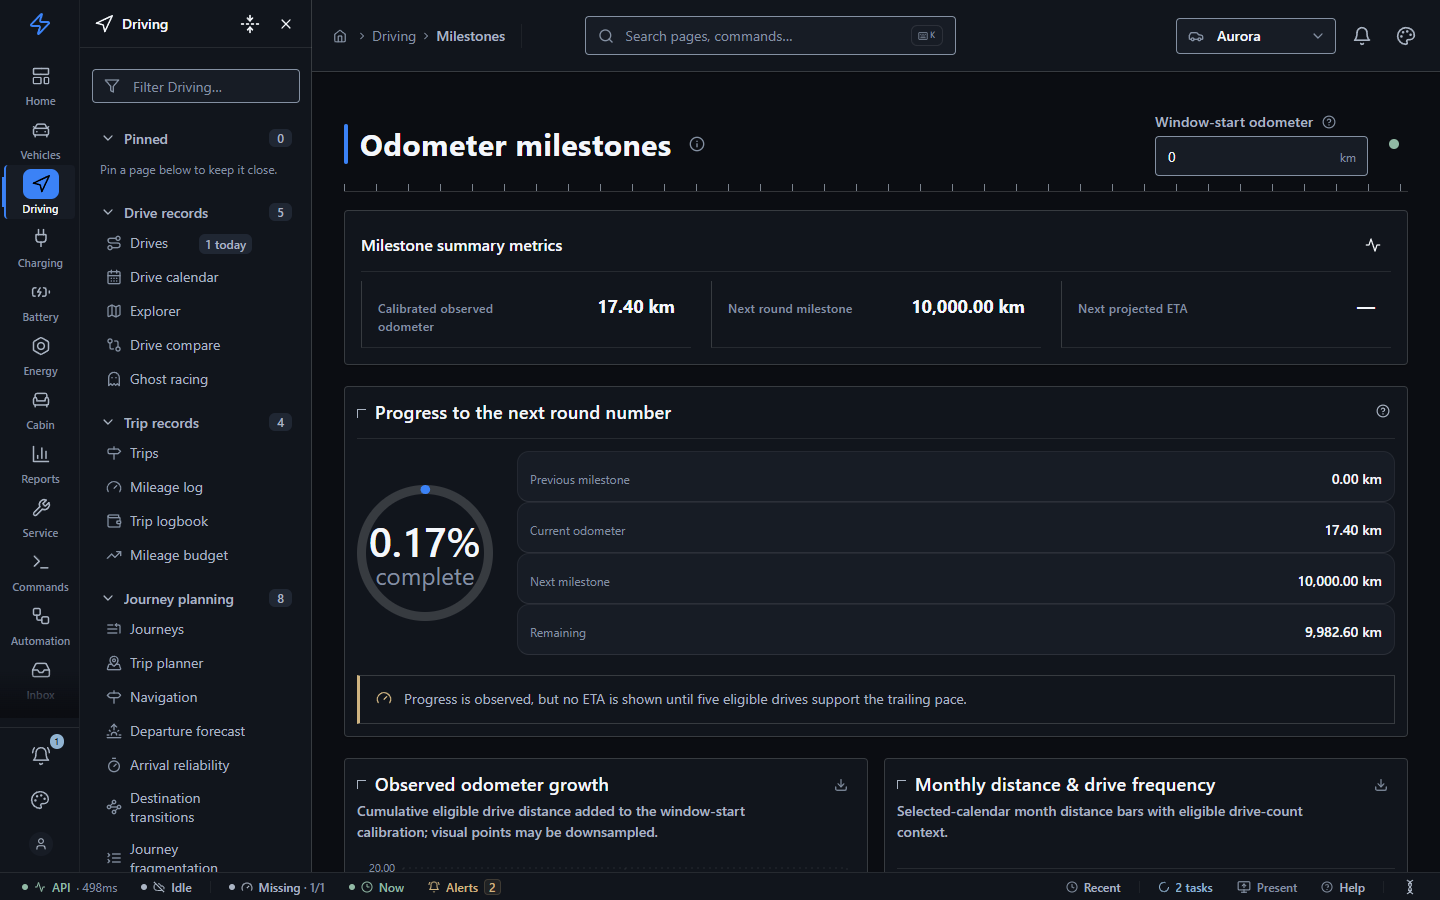 Driving
Driving
Milestones
Search pages, commands...
K
Aurora
Home
Vehicles
Driving
Charging
Battery
Energy
Cabin
Reports
Service
Commands
Automation
Inbox
1
Filter Driving...
Pinned
0
Pin a page below to keep it close.
Drive records
5
Drives
1 today
Drive calendar
Explorer
Drive compare
Ghost racing
Trip records
4
Trips
Mileage log
Trip logbook
Mileage budget
Journey planning
8
Journeys
Trip planner
Navigation
Departure forecast
Arrival reliability
Destination
transitions
Journey
fragmentation
Odometer milestones
Window-start odometer
0
km
Milestone summary metrics
Calibrated observed
odometer
17.40 km
Next round milestone
10,000.00 km
Next projected ETA
—
Progress to the next round number
0.17%
complete
Previous milestone
0.00 km
Current odometer
17.40 km
Next milestone
10,000.00 km
Remaining
9,982.60 km
Progress is observed, but no ETA is shown until five eligible drives support the trailing pace.
Observed odometer growth
Cumulative eligible drive distance added to the window-start
calibration; visual points may be downsampled.
20.00
Monthly distance & drive frequency
Selected-calendar month distance bars with eligible drive-count
context.
API · 498ms
Idle
Missing · 1/1
Now
Alerts 2
Recent
2 tasks
Present
Help